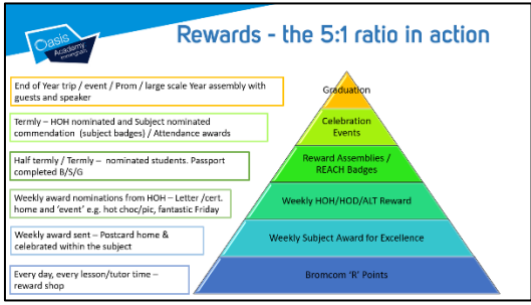 Oasis
Academy
Rewards - the 5:1 ratio in action
End of Year trip / event / Prom / large scale Year assembly with
guests and speaker
Graduation
Termly – HOH nominated and Subject nominated
commendation (subject badges) / Attendance awards
Celebration
Events
Half termly / Termly – nominated students. Passport
completed B/S/G
Reward Assemblies /
REACH Badges
Weekly award nominations from HOH – Letter /cert.
home and 'event' e.g. hot choc/pic, fantastic Friday
Weekly HOH/HOD/ALT Reward
Weekly award sent – Postcard home &
celebrated within the subject
Weekly Subject Award for Excellence
Every day, every lesson/tutor time –
reward shop
Bromcom 'R' Points